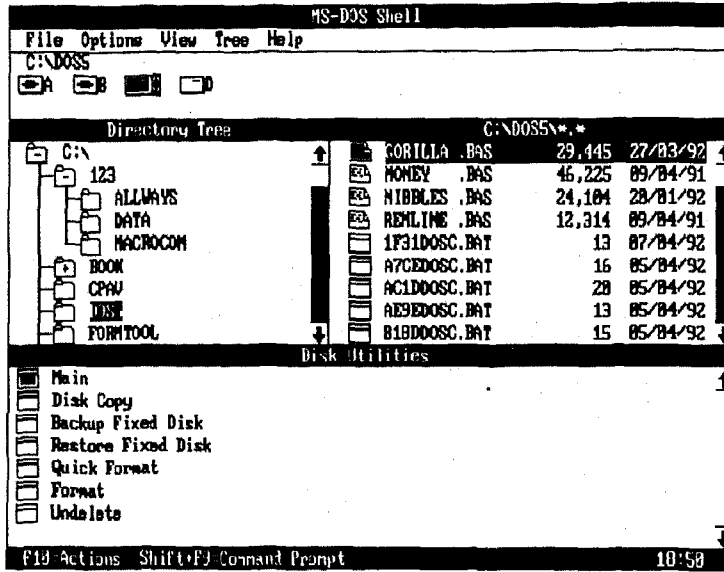 MS-DOS Shell
File Options View Tree Help
C:\DOS5
A B C D
Directory Tree
C:\
123
ALLWAYS
DATA
MACROCOM
BOOK
CPAV
DOS5
FORMTOOL
C:\DOS5\*.*
GORILLA .BAS 29,445 27/03/92
MONEY .BAS 46,225 09/04/91
NIBBLES .BAS 24,104 28/01/92
REMLINE .BAS 12,314 09/04/91
1F31DOSC.BAT 13 07/04/92
A7CEDOSC.BAT 16 05/04/92
AC1DDOSC.BAT 20 05/04/92
AE9EDOSC.BAT 13 05/04/92
B18DDOSC.BAT 15 05/04/92
Disk Utilities
Main
Disk Copy
Backup Fixed Disk
Restore Fixed Disk
Quick Format
Format
Undelete
F10=Actions Shift+F9=Command Prompt 18:50